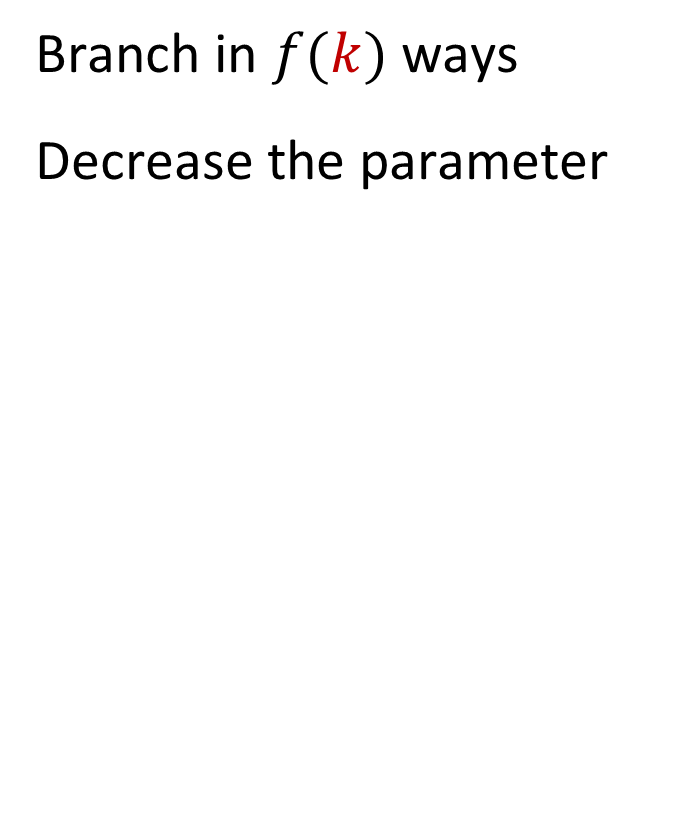 Branch in 𝑓(𝑘) ways
Decrease the parameter